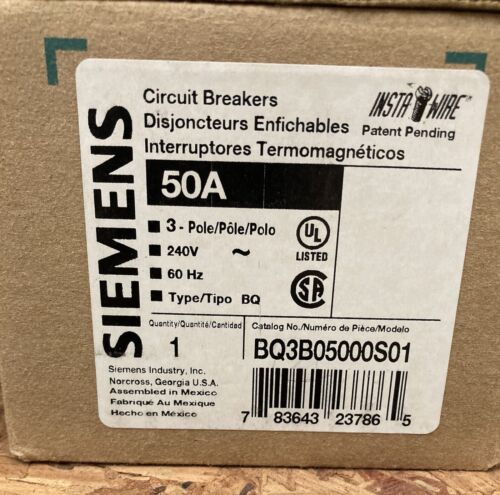 SIEMENS
Circuit Breakers
Disjoncteurs Enfichables
Interruptores Termomagnéticos
INSTA WIRE
Patent Pending
50A
3 - Pole/Pôle/Polo
240V ~
60 Hz
Type/Tipo BQ
UL
LISTED
SA
Quantity/Quantité/Cantidad
1
Catalog No./Numéro de Pièce/Modelo
BQ3B05000S01
Siemens Industry, Inc.
Norcross, Georgia U.S.A.
Assembled in Mexico
Fabriqué Au Mexique
Hecho en México
7 83643 23786 5